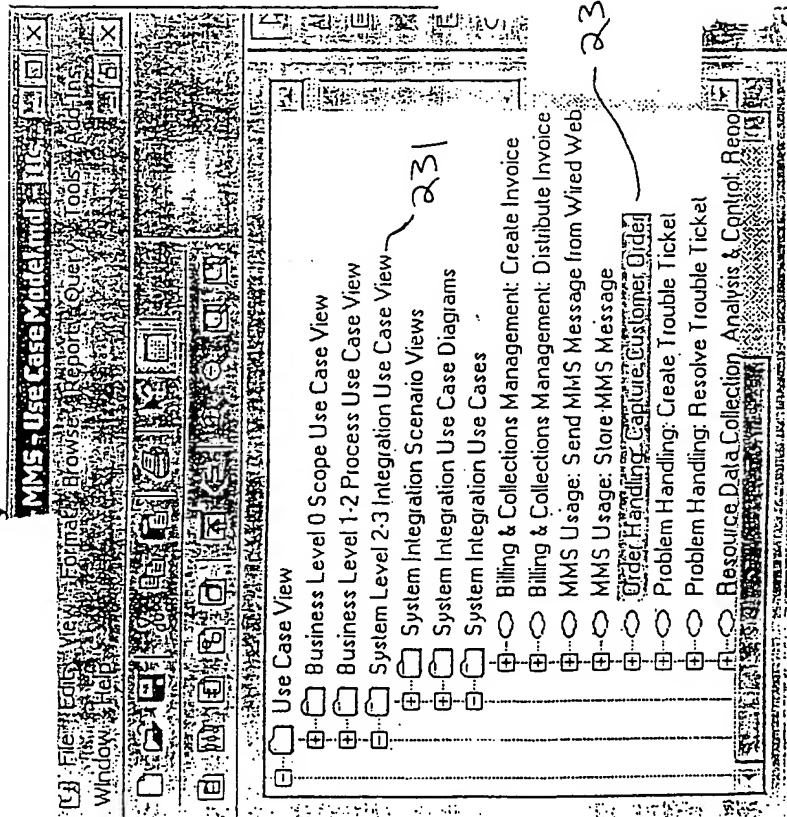 MMS - Use Case Model.mdl
File Edit View Format Browse Report Query Tools Add-Ins
Window Help
Use Case View
Business Level 0 Scope Use Case View
Business Level 1-2 Process Use Case View
System Level 2-3 Integration Use Case View
231
System Integration Scenario Views
System Integration Use Case Diagrams
System Integration Use Cases
Billing & Collections Management: Create Invoice
Billing & Collections Management: Distribute Invoice
MMS Usage: Send MMS Message from Wired Web
MMS Usage: Store MMS Message
Order Handling: Capture Customer Order
23
Problem Handling: Create Trouble Ticket
Problem Handling: Resolve Trouble Ticket
Resource Data Collection, Analysis & Control: Repo